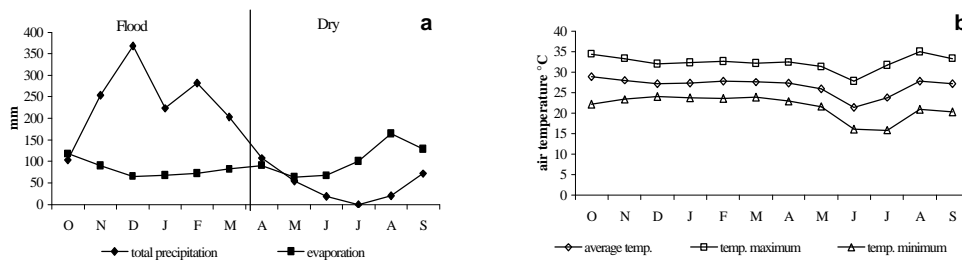 Flood Dry a
mm
400
350
300
250
200
150
100
50
0
O N D J F M A M J J A S
total precipitation evaporation
b
air temperature °C
40
35
30
25
20
15
10
5
0
O N D J F M A M J J A S
average temp. temp. maximum temp. minimum